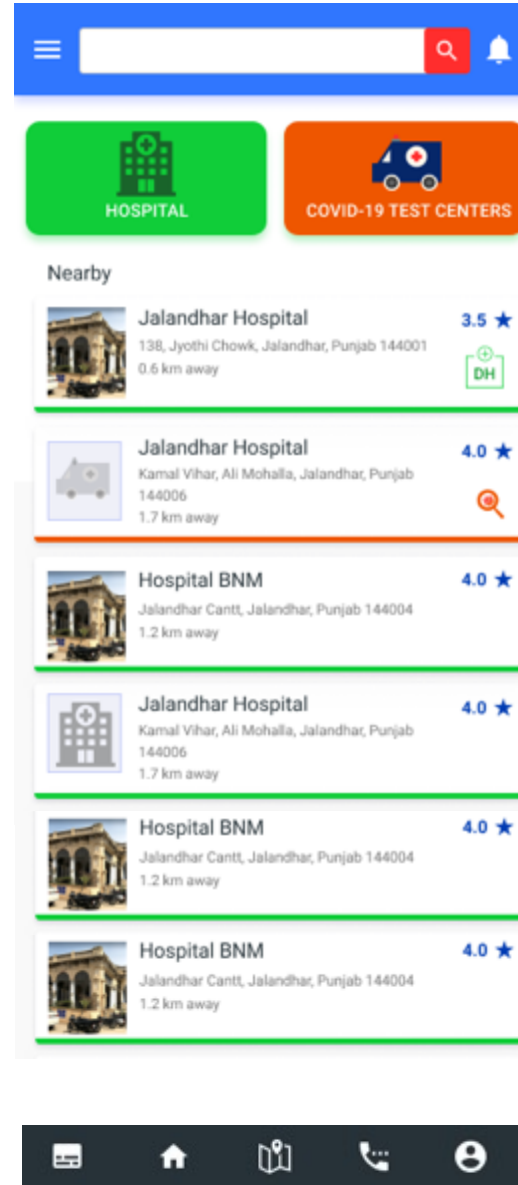 HOSPITAL
COVID-19 TEST CENTERS
Nearby
Jalandhar Hospital
3.5 ★
138, Jyothi Chowk, Jalandhar, Punjab 144001
0.6 km away
DH
Jalandhar Hospital
4.0 ★
Kamal Vihar, Ali Mohalla, Jalandhar, Punjab
144006
1.7 km away
Hospital BNM
4.0 ★
Jalandhar Cantt, Jalandhar, Punjab 144004
1.2 km away
Jalandhar Hospital
4.0 ★
Kamal Vihar, Ali Mohalla, Jalandhar, Punjab
144006
1.7 km away
Hospital BNM
4.0 ★
Jalandhar Cantt, Jalandhar, Punjab 144004
1.2 km away
Hospital BNM
4.0 ★
Jalandhar Cantt, Jalandhar, Punjab 144004
1.2 km away